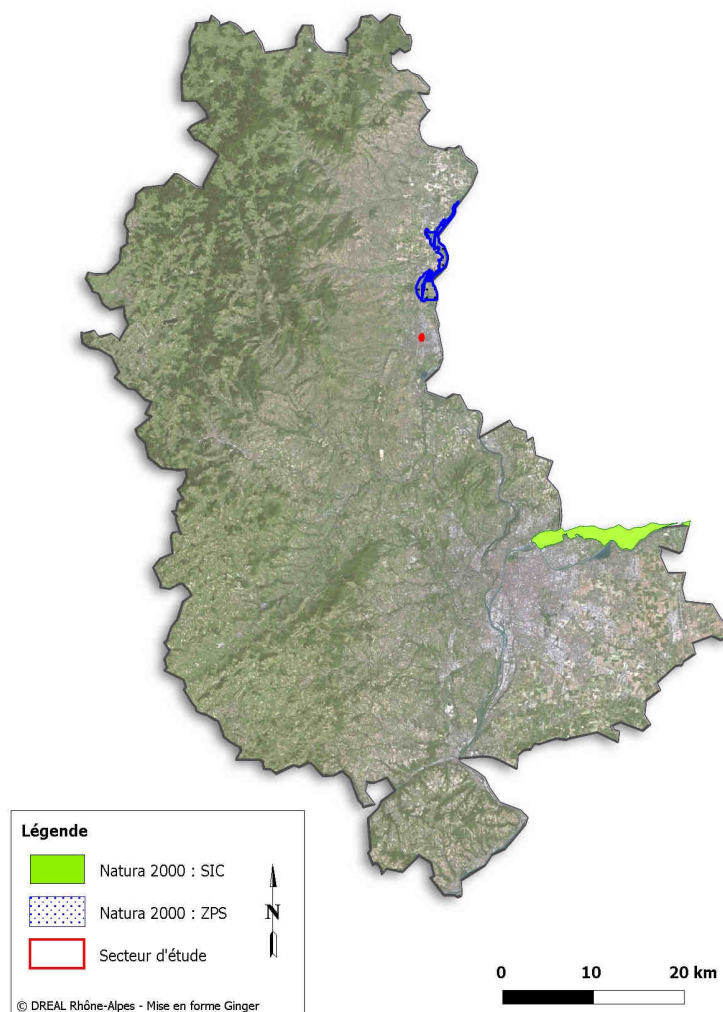 Légende
Natura 2000 : SIC
Natura 2000 : ZPS
N
Secteur d'étude
© DREAL Rhône-Alpes - Mise en forme Ginger
0 10 20 km